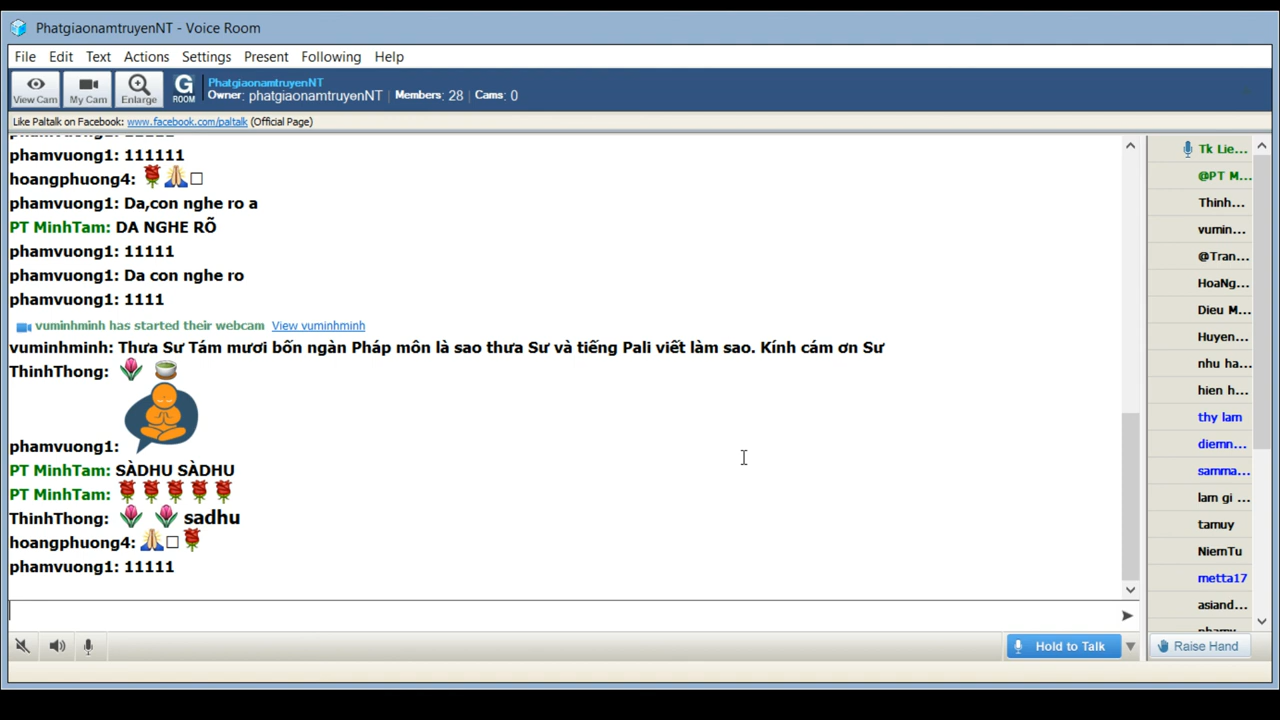 PhatgiaonamtruyenNT - Voice Room
File Edit Text Actions Settings Present Following Help
View Cam My Cam Enlarge G ROOM PhatgiaonamtruyenNT
Owner: phatgiaonamtruyenNT | Members: 28 | Cams: 0
Like Paltalk on Facebook: www.facebook.com/paltalk (Official Page)
phamvuong1: 11111
phamvuong1: 111111
hoangphuong4:
phamvuong1: Da,con nghe ro a
PT MinhTam: DA NGHE RÕ
phamvuong1: 11111
phamvuong1: Da con nghe ro
phamvuong1: 1111
vuminhminh has started their webcam View vuminhminh
vuminhminh: Thưa Sư Tám mươi bốn ngàn Pháp môn là sao thưa Sư và tiếng Pali viết làm sao. Kính cám ơn Sư
ThinhThong:
phamvuong1:
PT MinhTam: SÀDHU SÀDHU
PT MinhTam:
ThinhThong: sadhu
hoangphuong4:
phamvuong1: 11111
Tk Lie...
@PT M...
Thinh...
vumin...
@Tran...
HoaNg...
Dieu M...
Huyen...
nhu ha...
hien h...
thy lam
diemn...
samma...
lam gi ...
tamuy
NiemTu
metta17
asiand...
Hold to Talk
Raise Hand